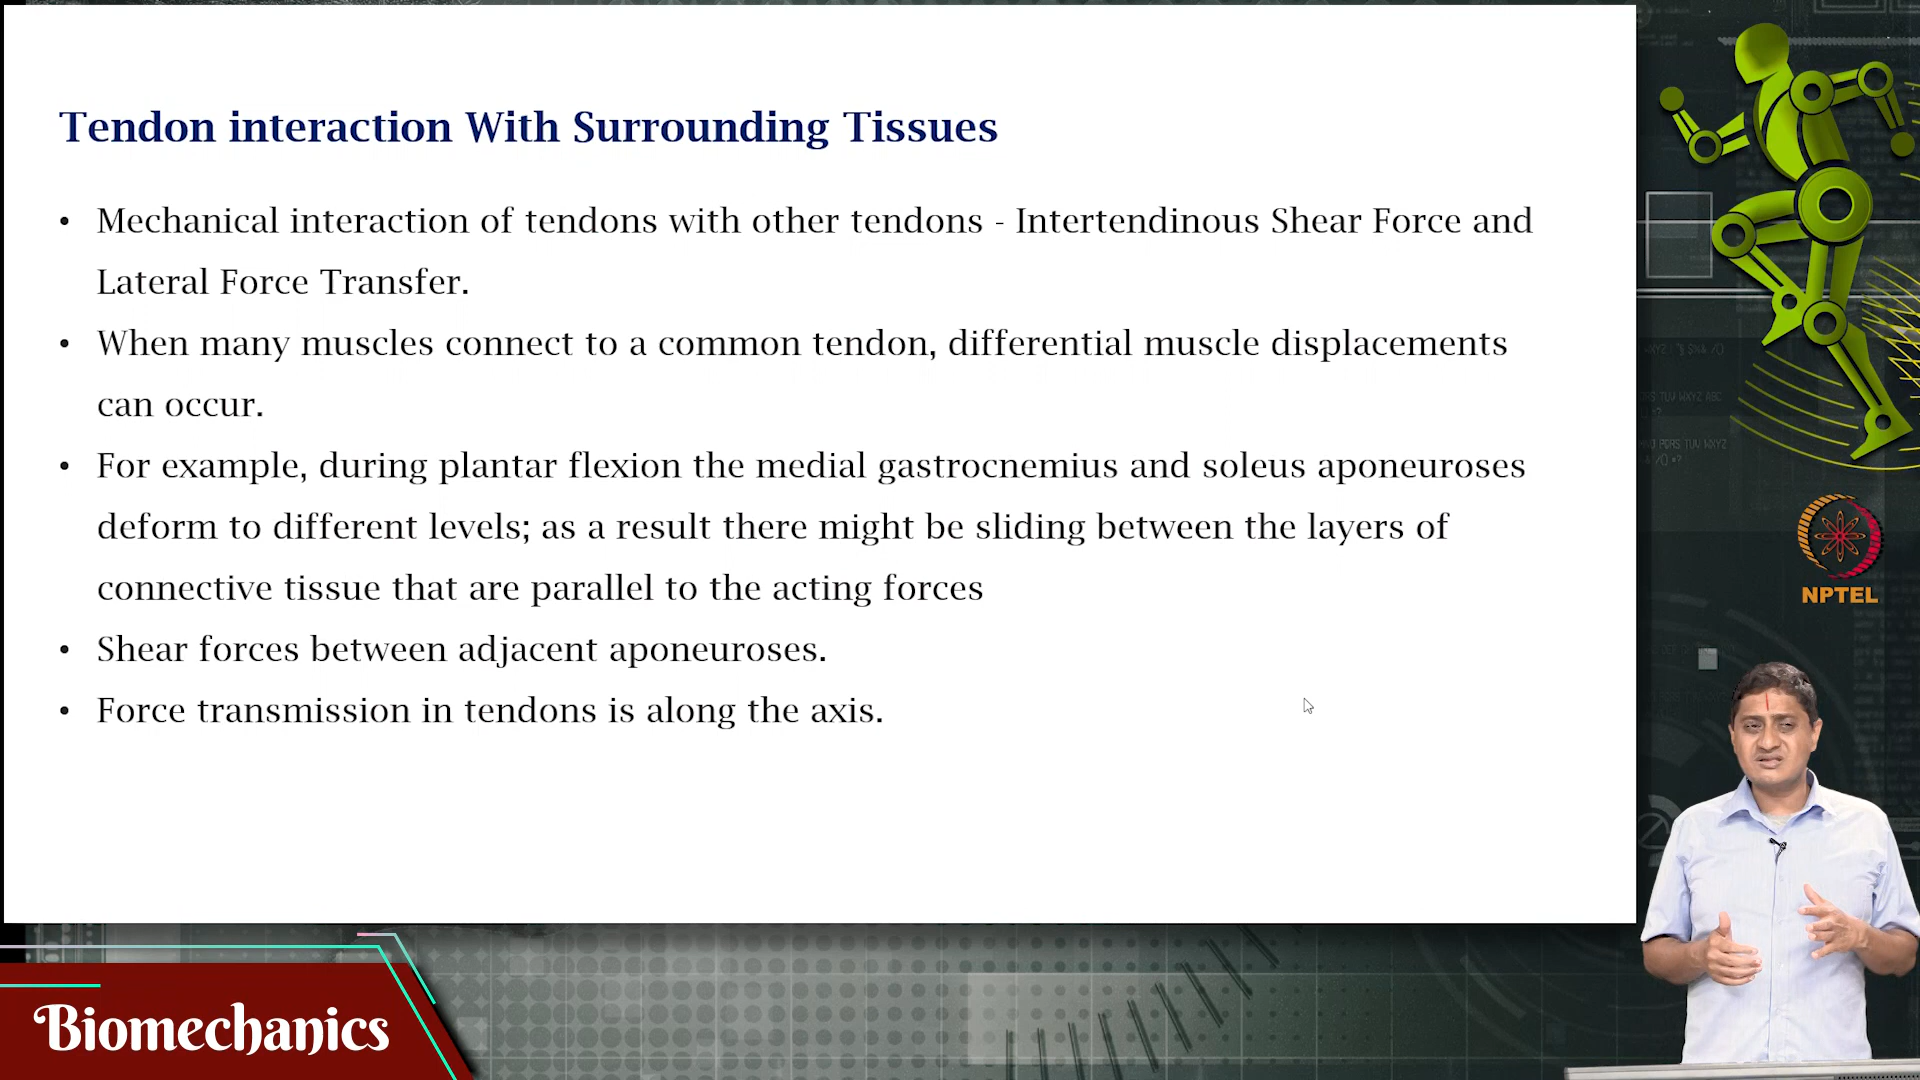 Tendon interaction With Surrounding Tissues
• Mechanical interaction of tendons with other tendons - Intertendinous Shear Force and
Lateral Force Transfer.
• When many muscles connect to a common tendon, differential muscle displacements
can occur.
• For example, during plantar flexion the medial gastrocnemius and soleus aponeuroses
deform to different levels; as a result there might be sliding between the layers of
connective tissue that are parallel to the acting forces
• Shear forces between adjacent aponeuroses.
• Force transmission in tendons is along the axis.
NPTEL
Biomechanics